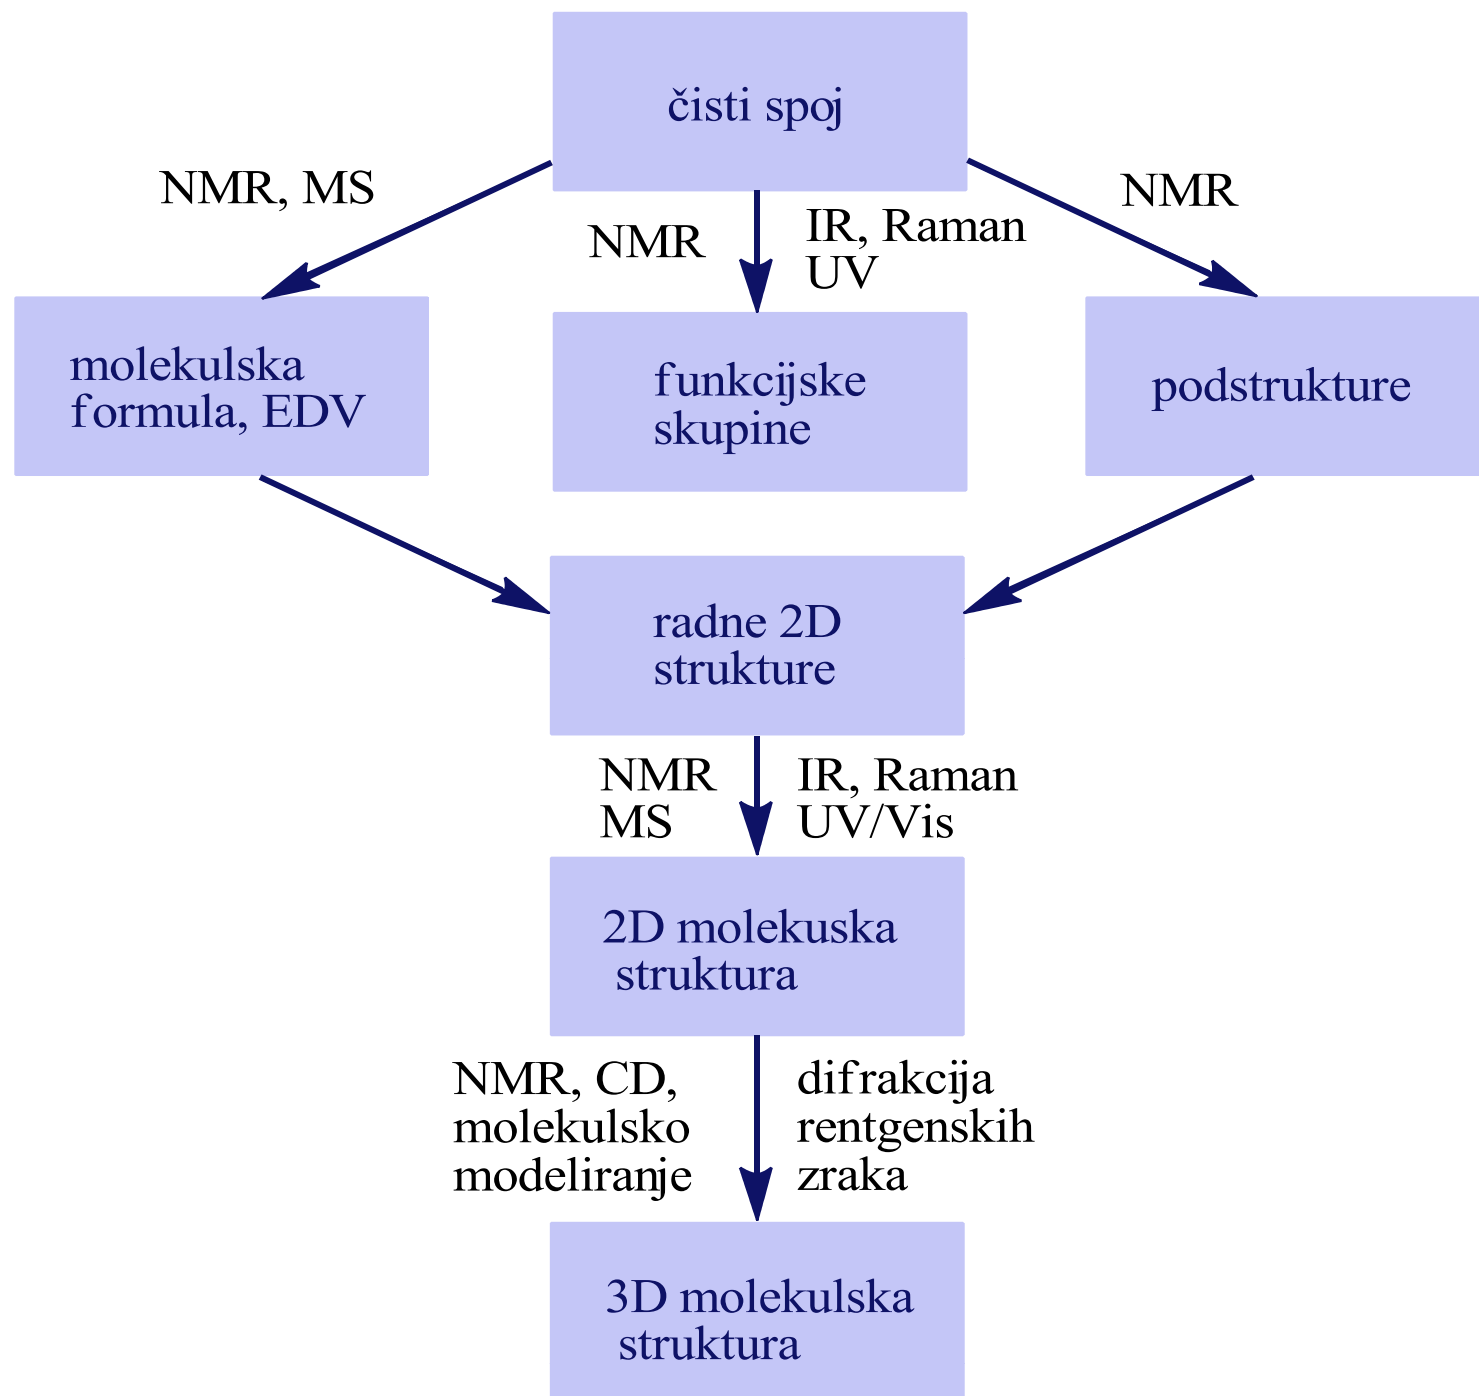 čisti spoj
NMR, MS
NMR
IR, Raman
UV
NMR
molekulska
formula, EDV
funkcijske
skupine
podstrukture
radne 2D
strukture
NMR
MS
IR, Raman
UV/Vis
2D molekuska
struktura
NMR, CD,
molekulsko
modeliranje
difrakcija
rentgenskih
zraka
3D molekulska
struktura